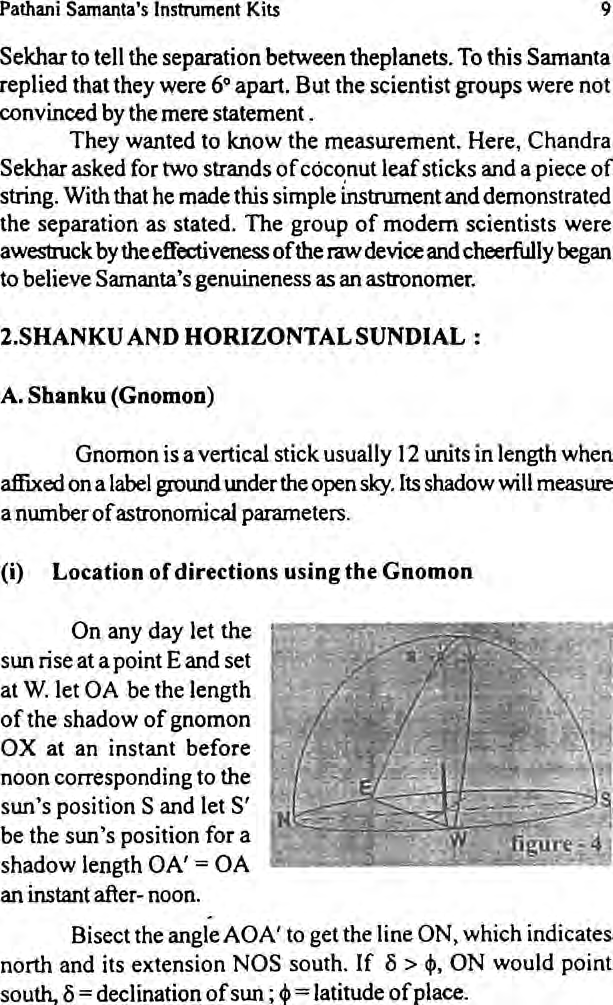 Pathani Samanta's Instrument Kits 9
Sekhar to tell the separation between theplanets. To this Samanta
replied that they were 6° apart. But the scientist groups were not
convinced by the mere statement .
They wanted to know the measurement. Here, Chandra
Sekhar asked for two strands of coconut leaf sticks and a piece of
string. With that he made this simple instrument and demonstrated
the separation as stated. The group of modern scientists were
awestruck by the effectiveness of the raw device and cheerfully began
to believe Samanta's genuineness as an astronomer.
2.SHANKU AND HORIZONTAL SUNDIAL :
A. Shanku (Gnomon)
Gnomon is a vertical stick usually 12 units in length when
affixed on a label ground under the open sky. Its shadow will measure
a number of astronomical parameters.
(i) Location of directions using the Gnomon
On any day let the
sun rise at a point E and set
at W. let OA be the length
of the shadow of gnomon
OX at an instant before
noon corresponding to the
sun's position S and let S'
be the sun's position for a
shadow length OA' = OA
an instant after- noon.
E
S
N
W
figure - 4
Bisect the angle AOA' to get the line ON, which indicates
north and its extension NOS south. If δ > ϕ, ON would point
south, δ = declination of sun ; ϕ = latitude of place.